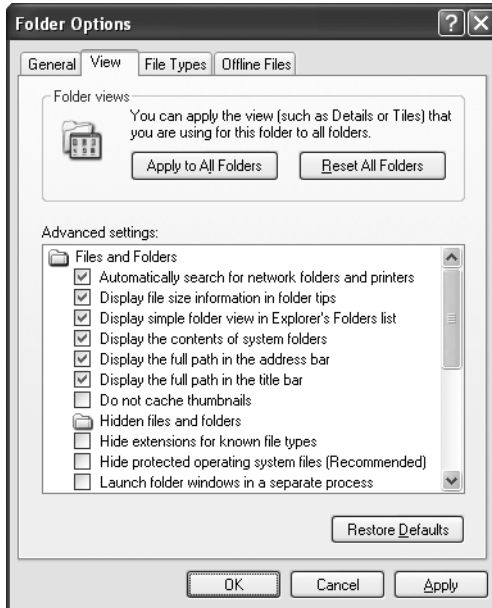 Folder Options
General View File Types Offline Files
Folder views
You can apply the view (such as Details or Tiles) that
you are using for this folder to all folders.
Apply to All Folders Reset All Folders
Advanced settings:
Files and Folders
Automatically search for network folders and printers
Display file size information in folder tips
Display simple folder view in Explorer's Folders list
Display the contents of system folders
Display the full path in the address bar
Display the full path in the title bar
Do not cache thumbnails
Hidden files and folders
Hide extensions for known file types
Hide protected operating system files (Recommended)
Launch folder windows in a separate process
Restore Defaults
OK Cancel Apply